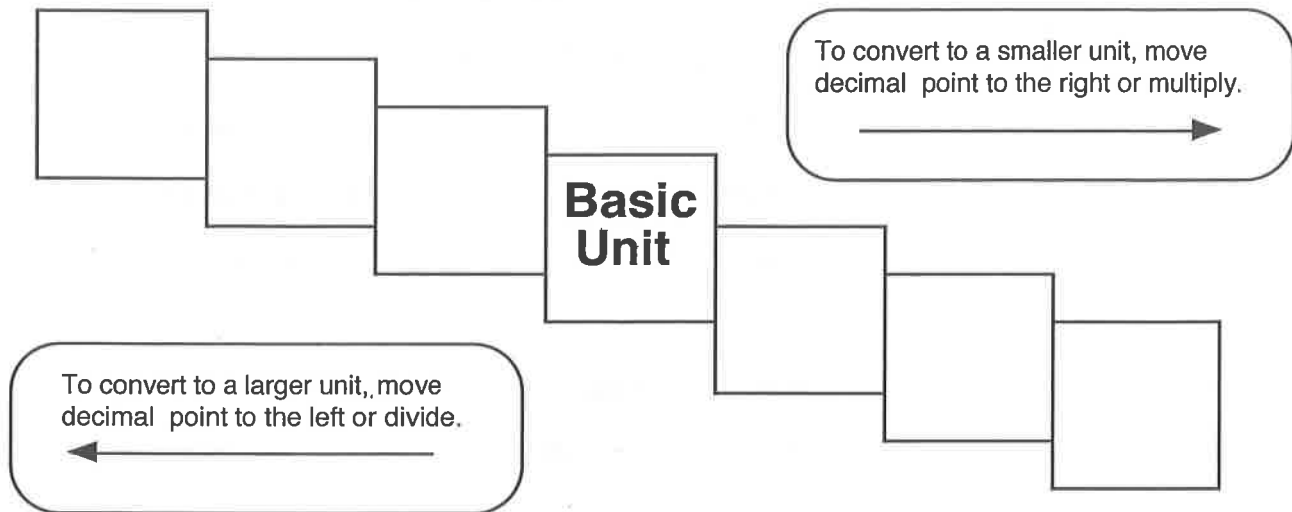 To convert to a smaller unit, move
decimal point to the right or multiply.
Basic
Unit
To convert to a larger unit, move
decimal point to the left or divide.